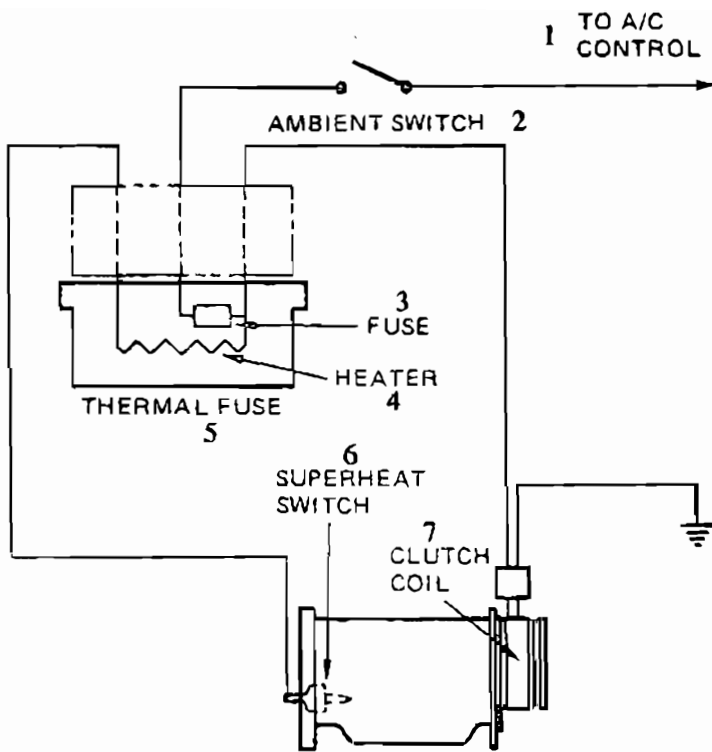 1 TO A/C
CONTROL
AMBIENT SWITCH 2
3
FUSE
HEATER
4
THERMAL FUSE
5
6
SUPERHEAT
SWITCH
7
CLUTCH
COIL